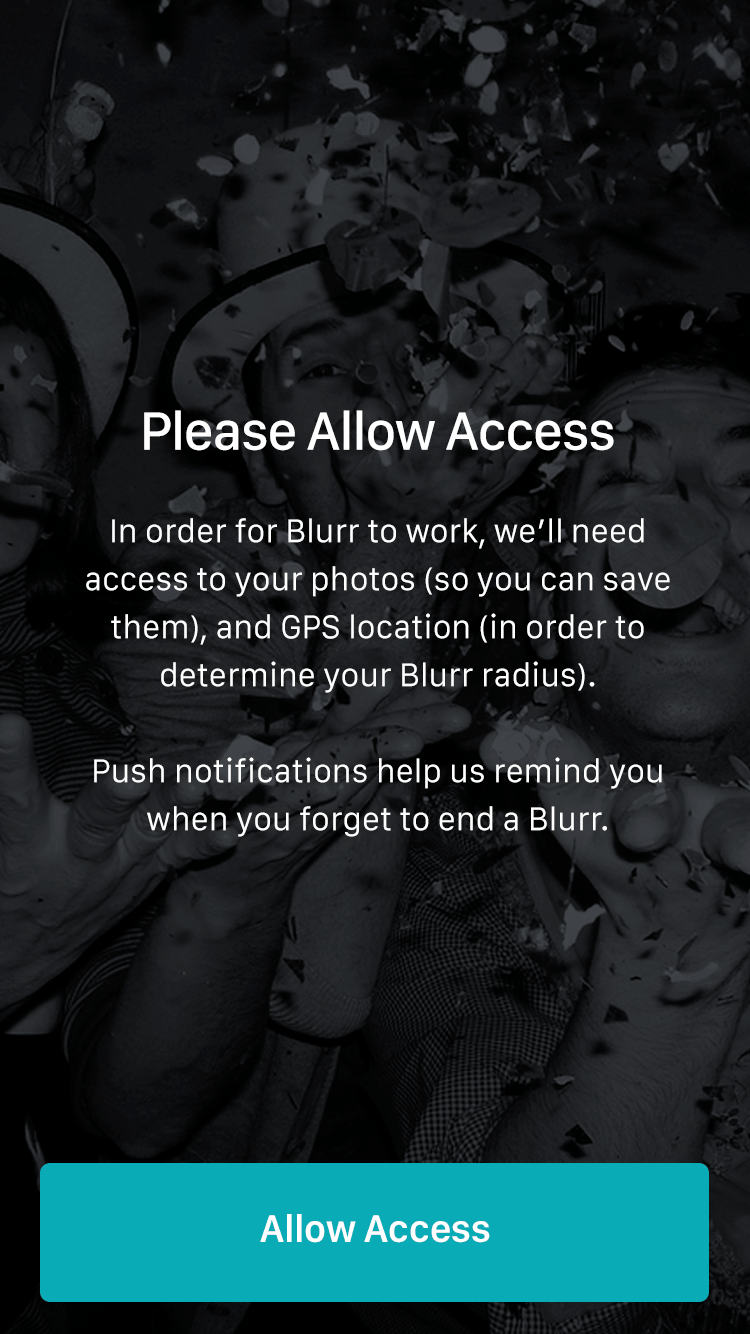 Please Allow Access
In order for Blurr to work, we’ll need
access to your photos (so you can save
them), and GPS location (in order to
determine your Blurr radius).
Push notifications help us remind you
when you forget to end a Blurr.
Allow Access